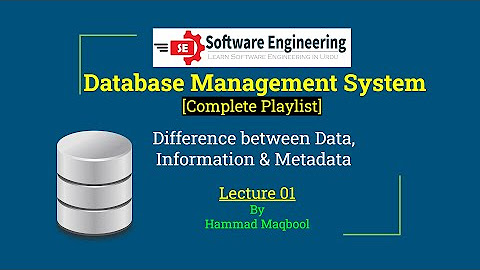 SE
Software Engineering
LEARN SOFTWARE ENGINEERING IN URDU
Database Management System
[Complete Playlist]
Difference between Data,
Information & Metadata
Lecture 01
By
Hammad Maqbool